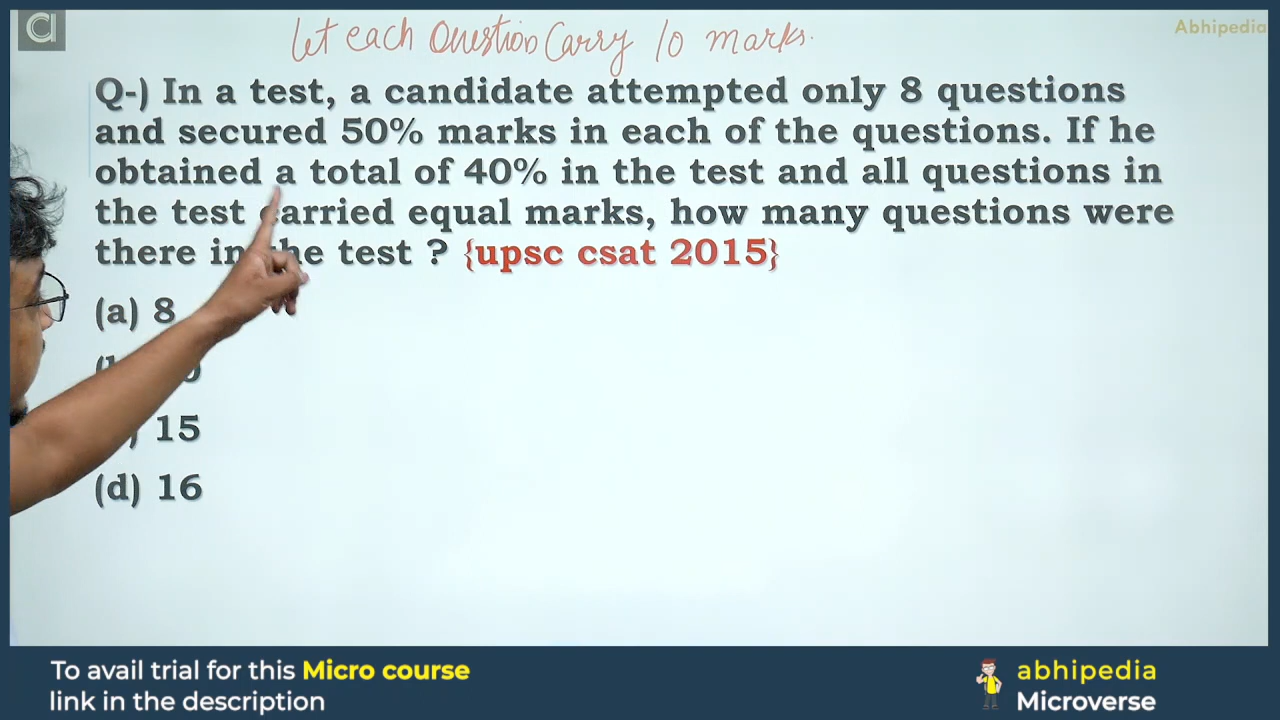 Abhipedia
let each Question Carry 10 marks.
Q-) In a test, a candidate attempted only 8 questions
and secured 50% marks in each of the questions. If he
obtained a total of 40% in the test and all questions in
the test carried equal marks, how many questions were
there in the test ? {upsc csat 2015}
(a) 8
15
(d) 16
To avail trial for this Micro course
link in the description
abhipedia
Microverse